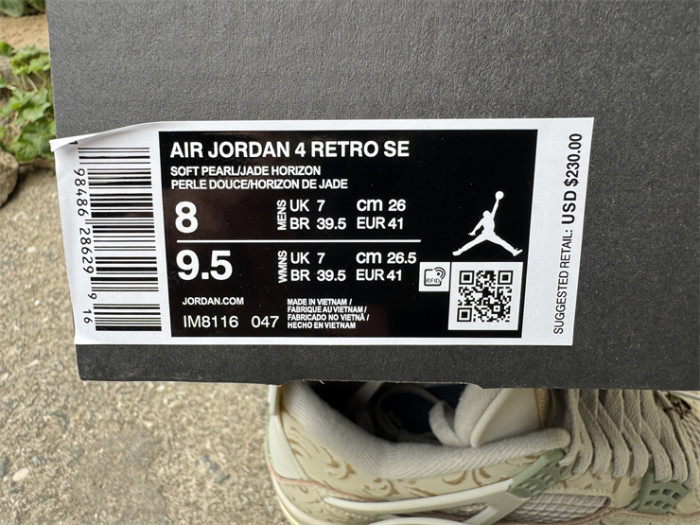 AIR JORDAN 4 RETRO SE
SOFT PEARL/JADE HORIZON
PERLE DOUCE/HORIZON DE JADE
8 MENS UK 7 cm 26
BR 39.5 EUR 41
9.5 WMNS UK 7 cm 26.5
BR 39.5 EUR 41
RFID
JORDAN.COM
IM8116 047
MADE IN VIETNAM /
FABRIQUE AU VIETNAM /
FABRICADO NO VIETNÃ /
HECHO EN VIETNAM
SUGGESTED RETAIL: USD $230.00
98486 28629 9 16